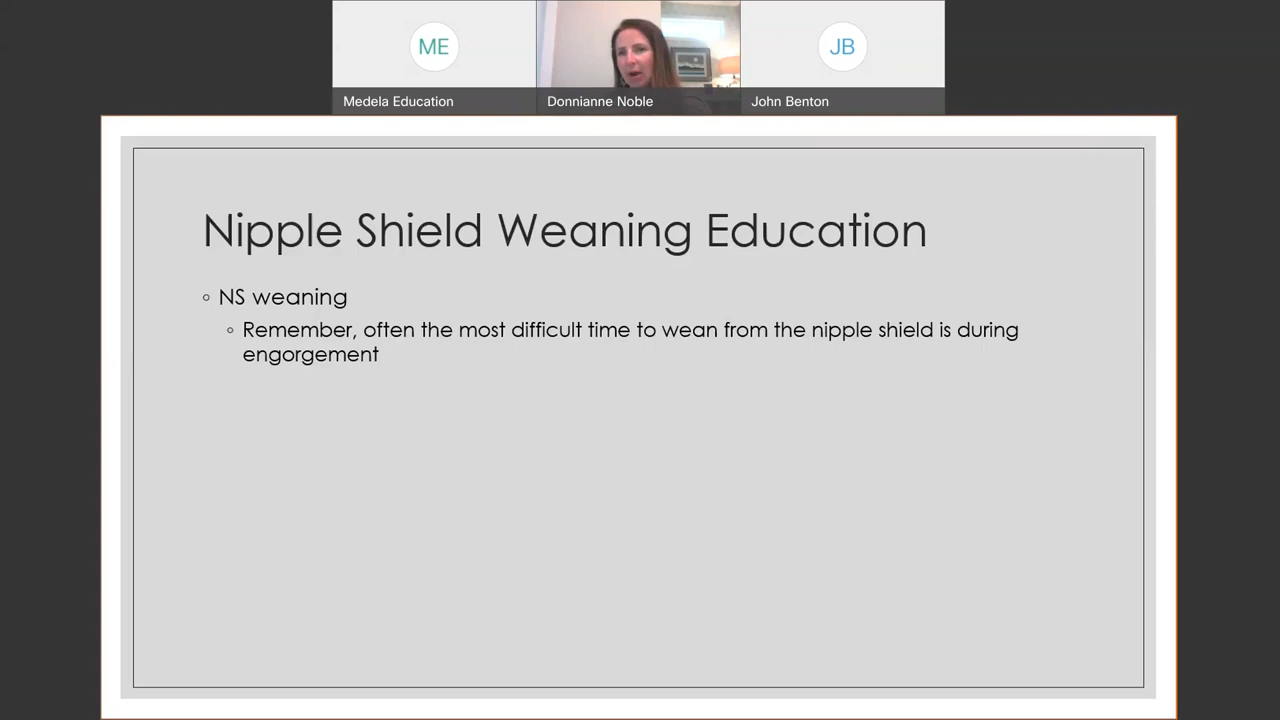 ME
JB
Medela Education
Donnianne Noble
John Benton
Nipple Shield Weaning Education
◦ NS weaning
◦ Remember, often the most difficult time to wean from the nipple shield is during
engorgement